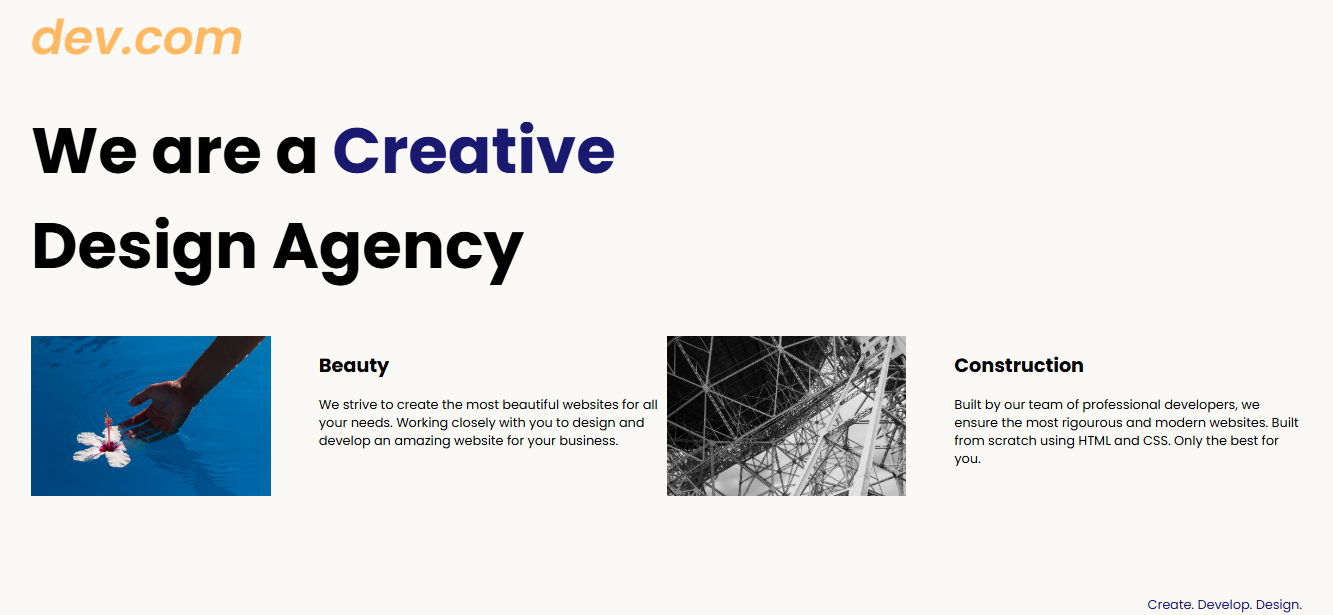 dev.com
We are a Creative
Design Agency
Beauty
We strive to create the most beautiful websites for all
your needs. Working closely with you to design and
develop an amazing website for your business.
Construction
Built by our team of professional developers, we
ensure the most rigourous and modern websites. Built
from scratch using HTML and CSS. Only the best for
you.
Create. Develop. Design.